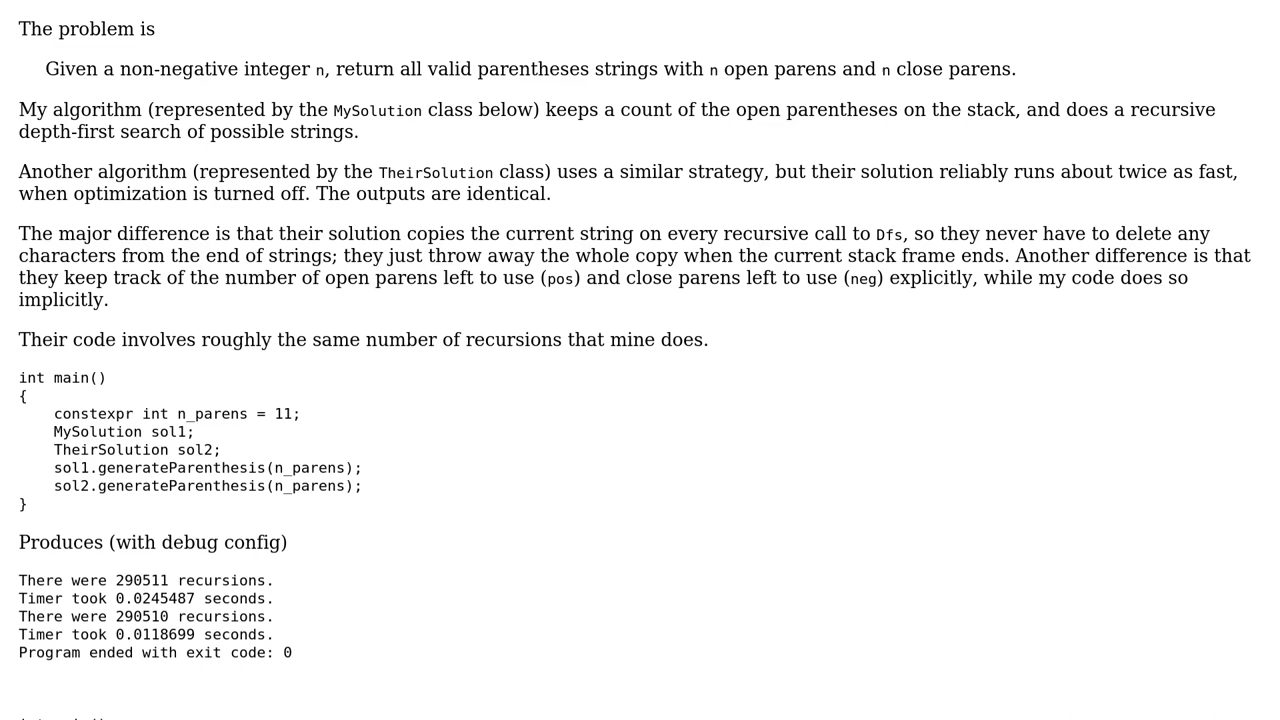 The problem is
Given a non-negative integer n, return all valid parentheses strings with n open parens and n close parens.
My algorithm (represented by the MySolution class below) keeps a count of the open parentheses on the stack, and does a recursive
depth-first search of possible strings.
Another algorithm (represented by the TheirSolution class) uses a similar strategy, but their solution reliably runs about twice as fast,
when optimization is turned off. The outputs are identical.
The major difference is that their solution copies the current string on every recursive call to Dfs, so they never have to delete any
characters from the end of strings; they just throw away the whole copy when the current stack frame ends. Another difference is that
they keep track of the number of open parens left to use (pos) and close parens left to use (neg) explicitly, while my code does so
implicitly.
Their code involves roughly the same number of recursions that mine does.
int main()
{
    constexpr int n_parens = 11;
    MySolution sol1;
    TheirSolution sol2;
    sol1.generateParenthesis(n_parens);
    sol2.generateParenthesis(n_parens);
}
Produces (with debug config)
There were 290511 recursions.
Timer took 0.0245487 seconds.
There were 290510 recursions.
Timer took 0.0118699 seconds.
Program ended with exit code: 0